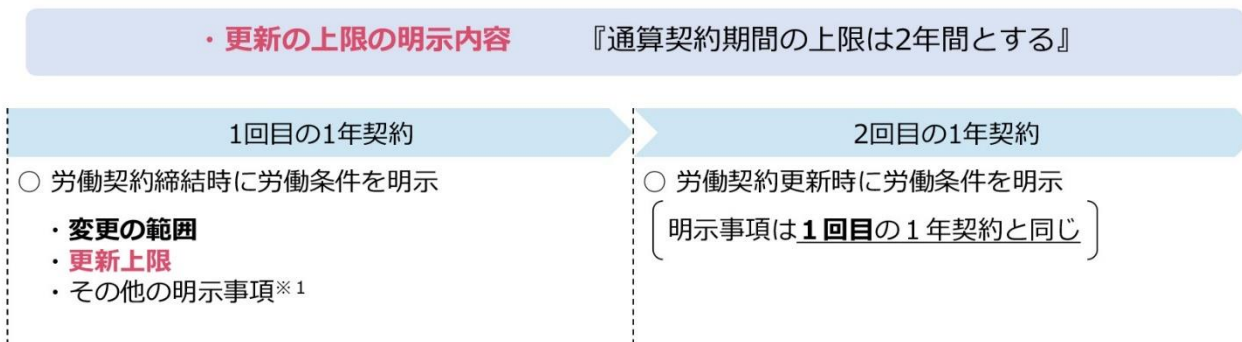 ・更新の上限の明示内容 『通算契約期間の上限は2年間とする』
1回目の1年契約
2回目の1年契約
○ 労働契約締結時に労働条件を明示
・変更の範囲
・更新上限
・その他の明示事項※1
○ 労働契約更新時に労働条件を明示
明示事項は1回目の1年契約と同じ